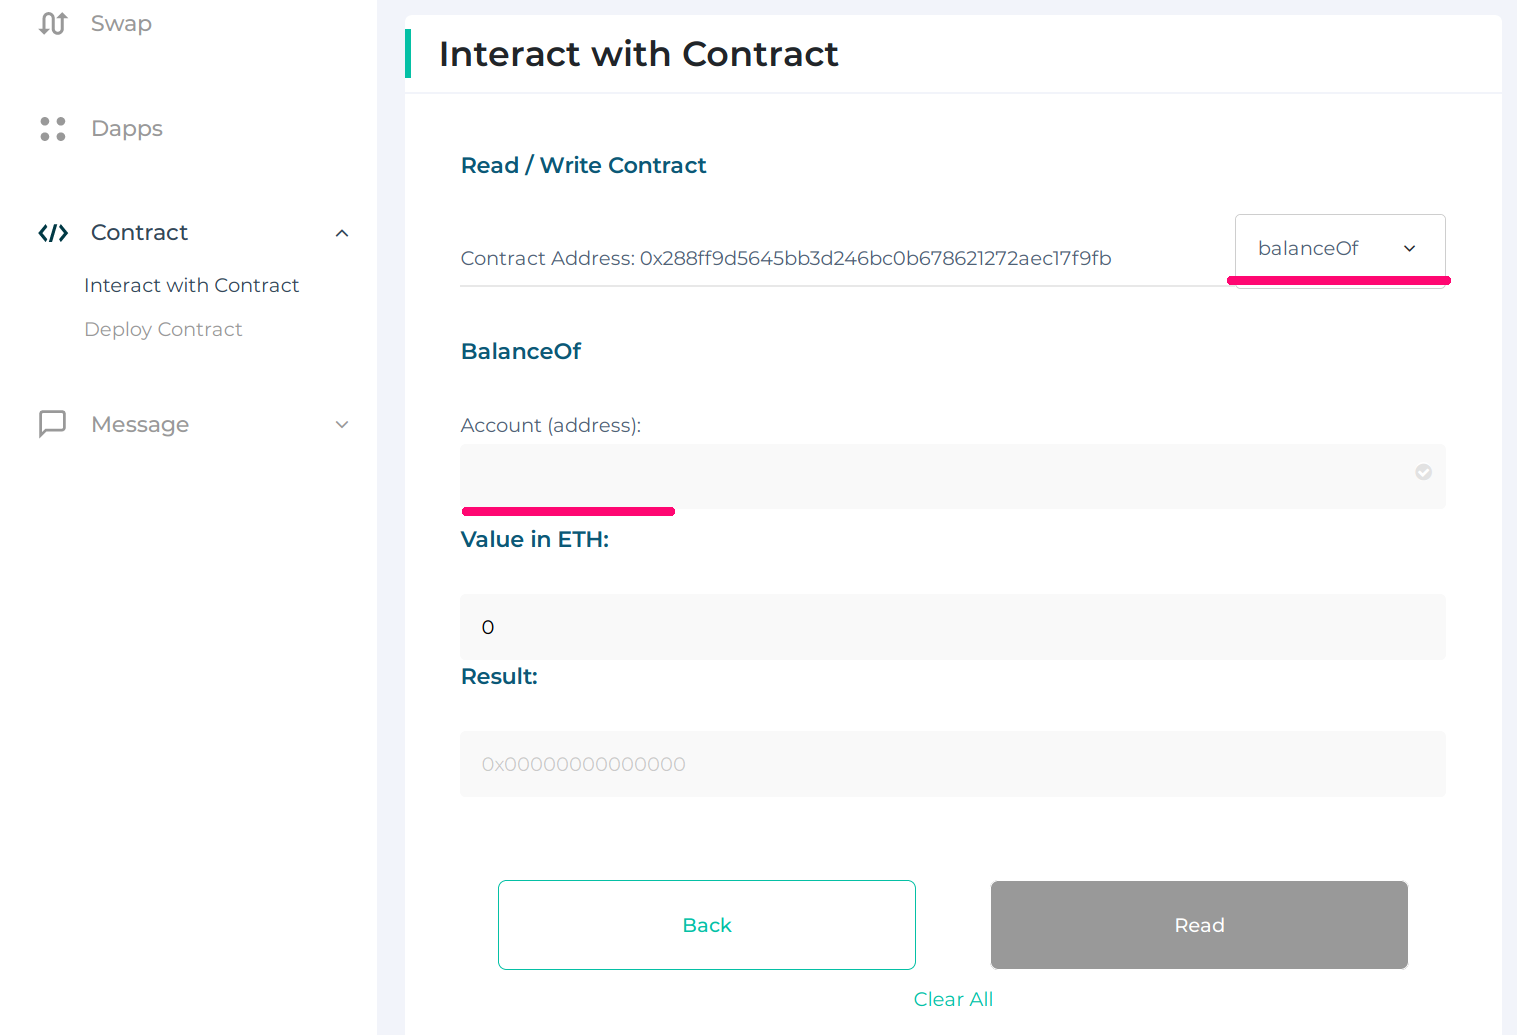 Swap
Dapps
Contract
Interact with Contract
Deploy Contract
Message
Interact with Contract
Read / Write Contract
Contract Address: 0x288ff9d5645bb3d246bc0b678621272aec17f9fb
balanceOf
BalanceOf
Account (address):
Value in ETH:
0
Result:
0x00000000000000
Back
Read
Clear All